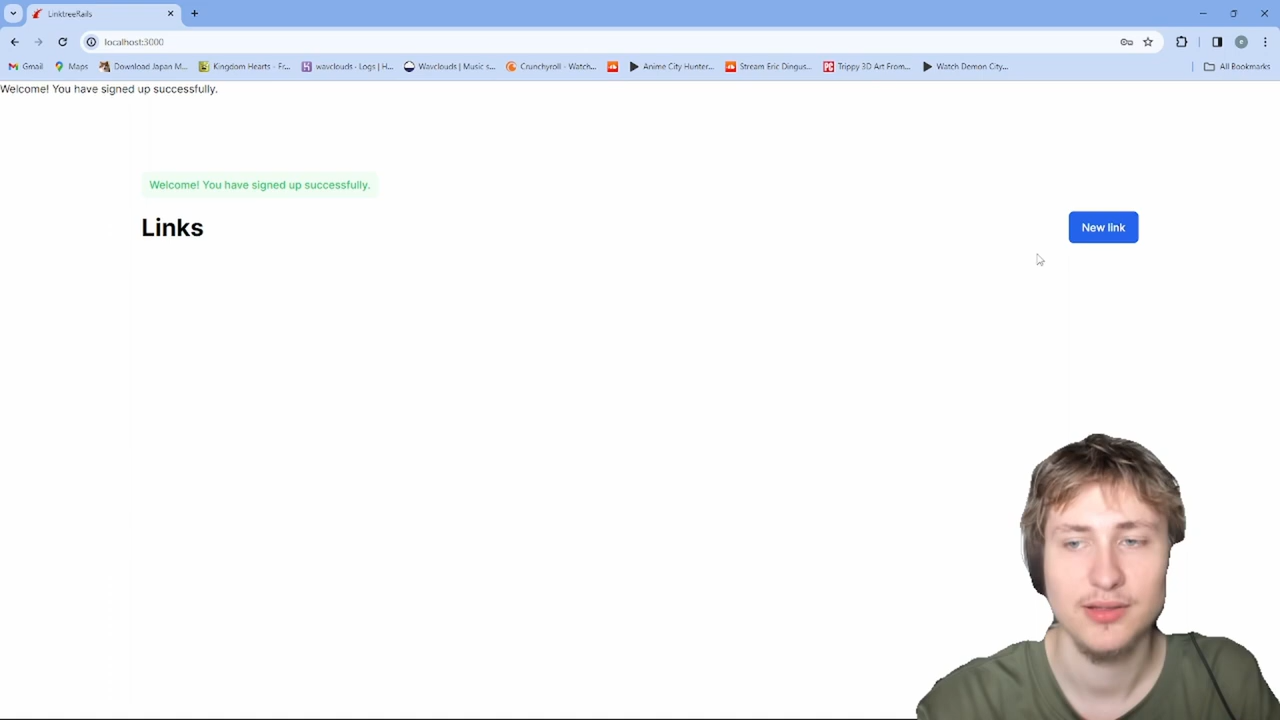 LinktreeRails
localhost:3000
Gmail
Maps
Download Japan M...
Kingdom Hearts - Fr...
wavclouds - Logs | H...
Wavclouds | Music s...
Crunchyroll - Watch...
Anime City Hunter...
Stream Eric Dingus...
Trippy 3D Art From...
Watch Demon City...
All Bookmarks
Welcome! You have signed up successfully.
Welcome! You have signed up successfully.
Links
New link